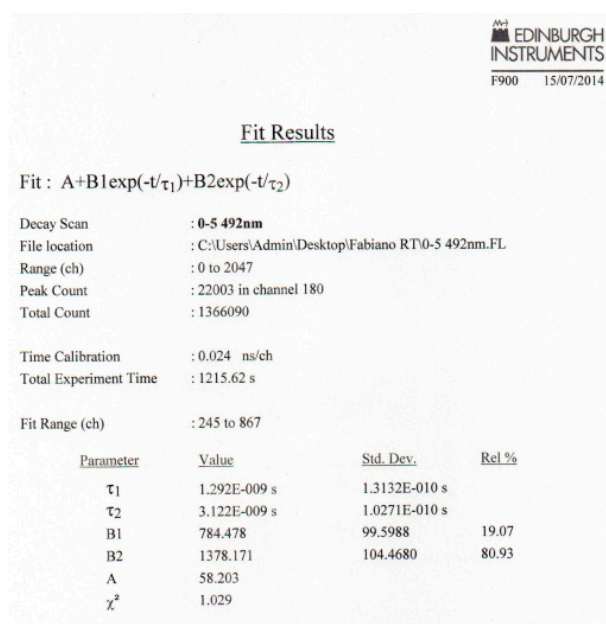 EDINBURGH
INSTRUMENTS
F900 15/07/2014
Fit Results
Fit : A+B1exp(-t/τ₁)+B2exp(-t/τ₂)
Decay Scan : 0-5 492nm
File location : C:\Users\Admin\Desktop\Fabiano RT\0-5 492nm.FL
Range (ch) : 0 to 2047
Peak Count : 22003 in channel 180
Total Count : 1366090
Time Calibration : 0.024 ns/ch
Total Experiment Time : 1215.62 s
Fit Range (ch) : 245 to 867
Parameter Value Std. Dev. Rel %
τ₁ 1.292E-009 s 1.3132E-010 s
τ₂ 3.122E-009 s 1.0271E-010 s
B1 784.478 99.5988 19.07
B2 1378.171 104.4680 80.93
A 58.203
χ² 1.029